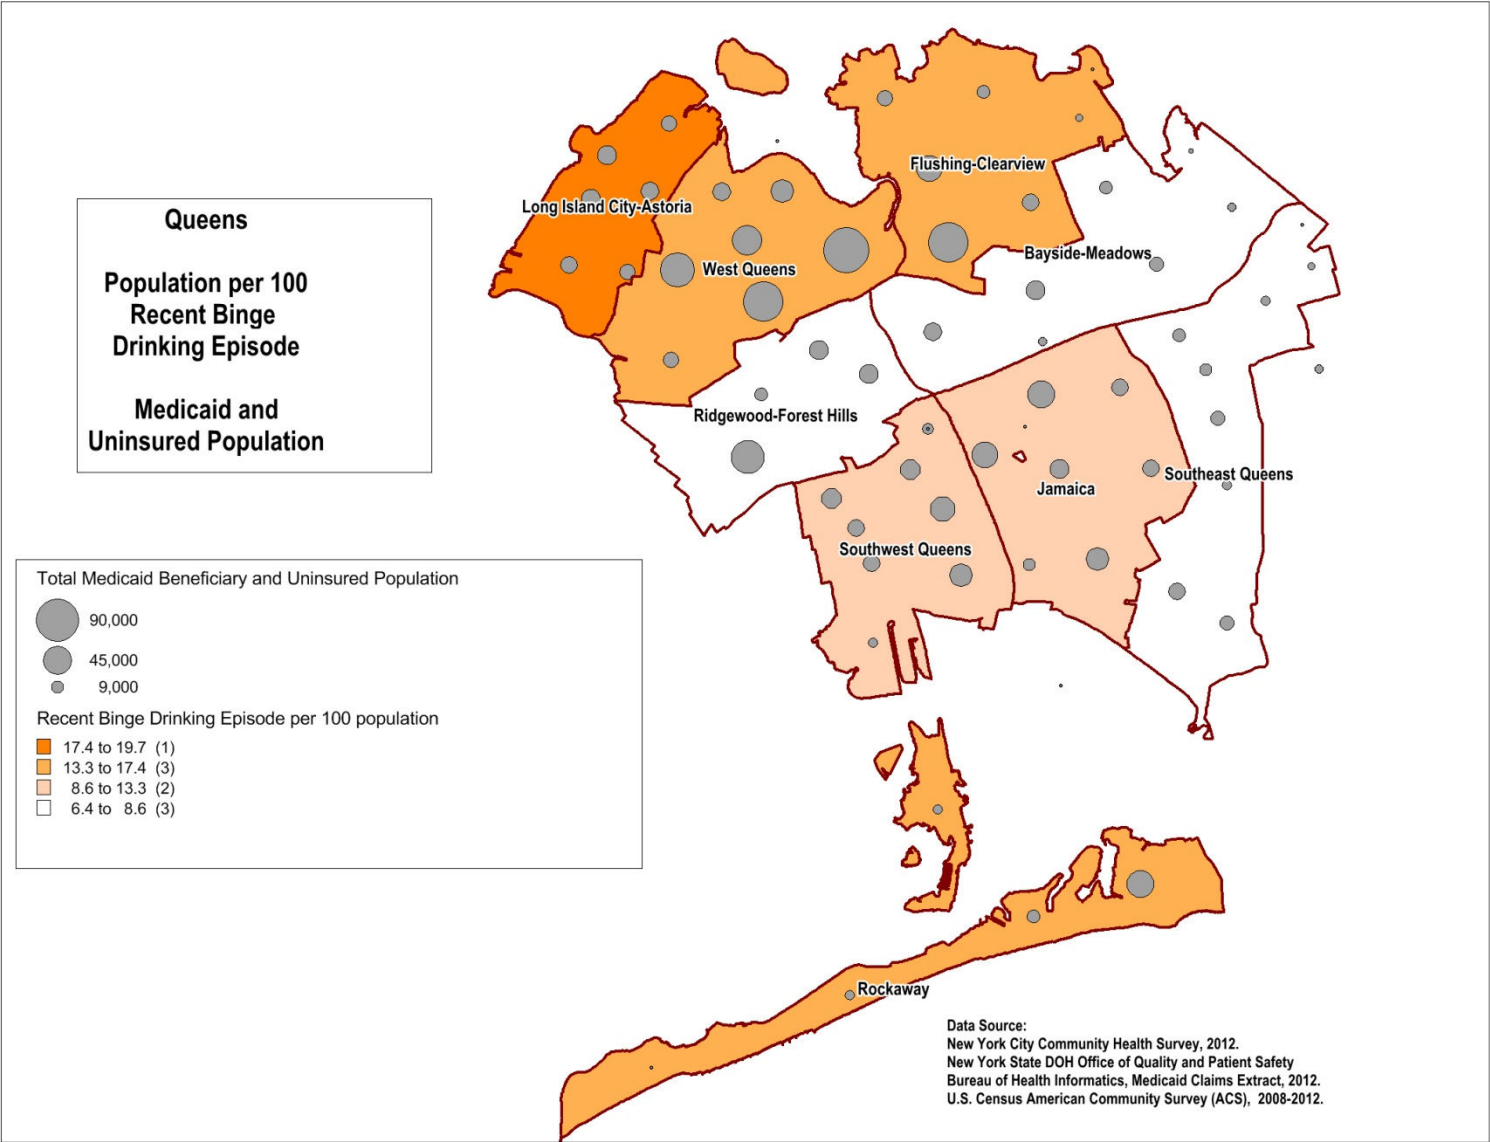 Queens
Population per 100
Recent Binge
Drinking Episode
Medicaid and
Uninsured Population
Flushing-Clearview
Long Island City-Astoria
Bayside-Meadows
West Queens
Ridgewood-Forest Hills
Southeast Queens
Jamaica
Southwest Queens
Total Medicaid Beneficiary and Uninsured Population
90,000
45,000
9,000
Recent Binge Drinking Episode per 100 population
17.4 to 19.7 (1)
13.3 to 17.4 (3)
8.6 to 13.3 (2)
6.4 to 8.6 (3)
Rockaway
Data Source:
New York City Community Health Survey, 2012.
New York State DOH Office of Quality and Patient Safety
Bureau of Health Informatics, Medicaid Claims Extract, 2012.
U.S. Census American Community Survey (ACS), 2008-2012.